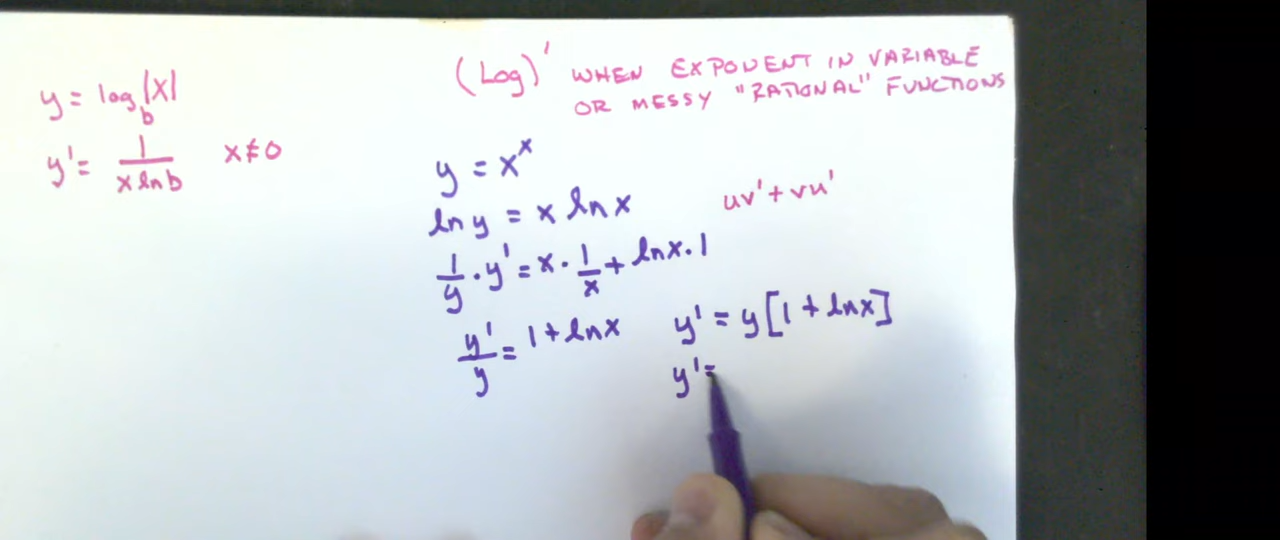 y = log_b |x|
y' = 1/(x ln b) x ≠ 0
(Log)' WHEN EXPONENT IN VARIABLE
OR MESSY "RATIONAL" FUNCTIONS
y = x^x
ln y = x ln x
uv' + vu'
1/y · y' = x · 1/x + ln x · 1
y'/y = 1 + ln x
y' = y[1 + ln x]
y' =